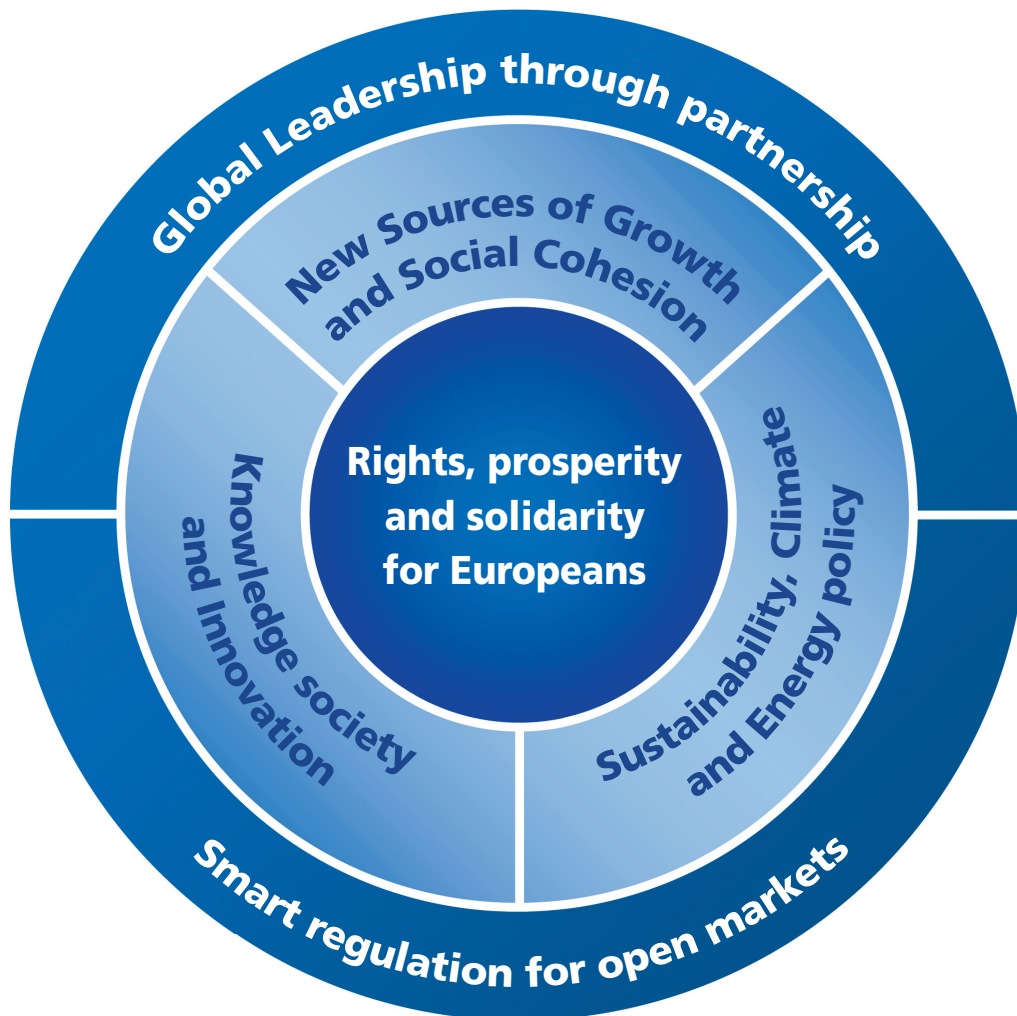 Global Leadership through partnership
New Sources of Growth
and Social Cohesion
Rights, prosperity
and solidarity
for Europeans
Knowledge society
and Innovation
Sustainability, Climate
and Energy policy
Smart regulation for open markets